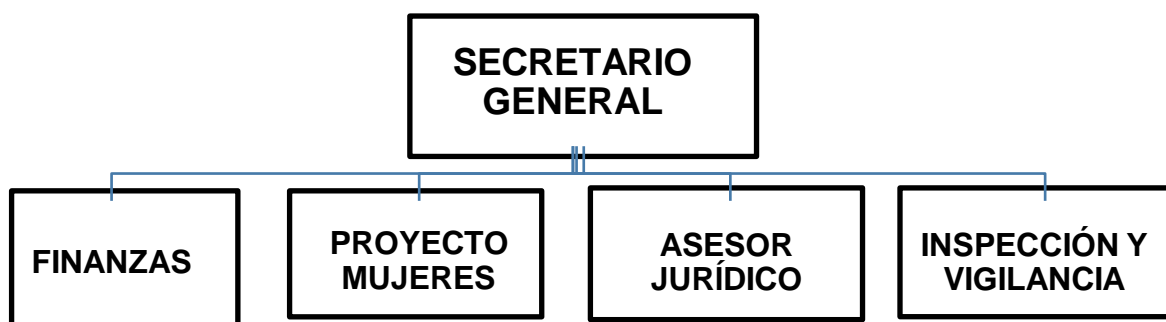 SECRETARIO
GENERAL
FINANZAS
PROYECTO
MUJERES
ASESOR
JURÍDICO
INSPECCIÓN Y
VIGILANCIA